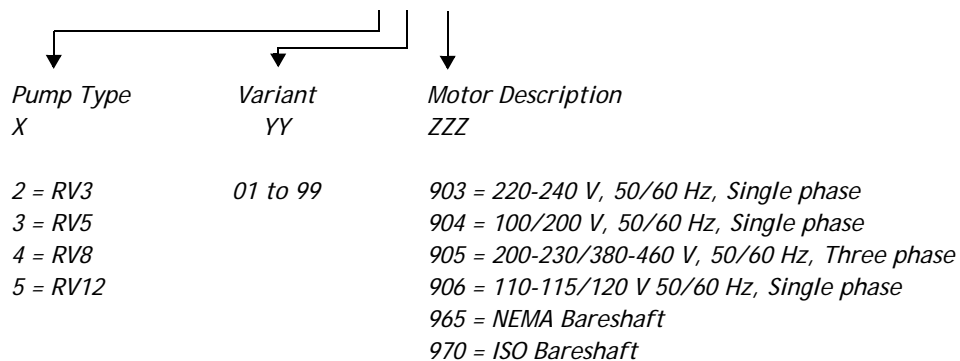 Pump Type Variant Motor Description
X YY ZZZ
2 = RV3 01 to 99 903 = 220-240 V, 50/60 Hz, Single phase
3 = RV5 904 = 100/200 V, 50/60 Hz, Single phase
4 = RV8 905 = 200-230/380-460 V, 50/60 Hz, Three phase
5 = RV12 906 = 110-115/120 V 50/60 Hz, Single phase
965 = NEMA Bareshaft
970 = ISO Bareshaft